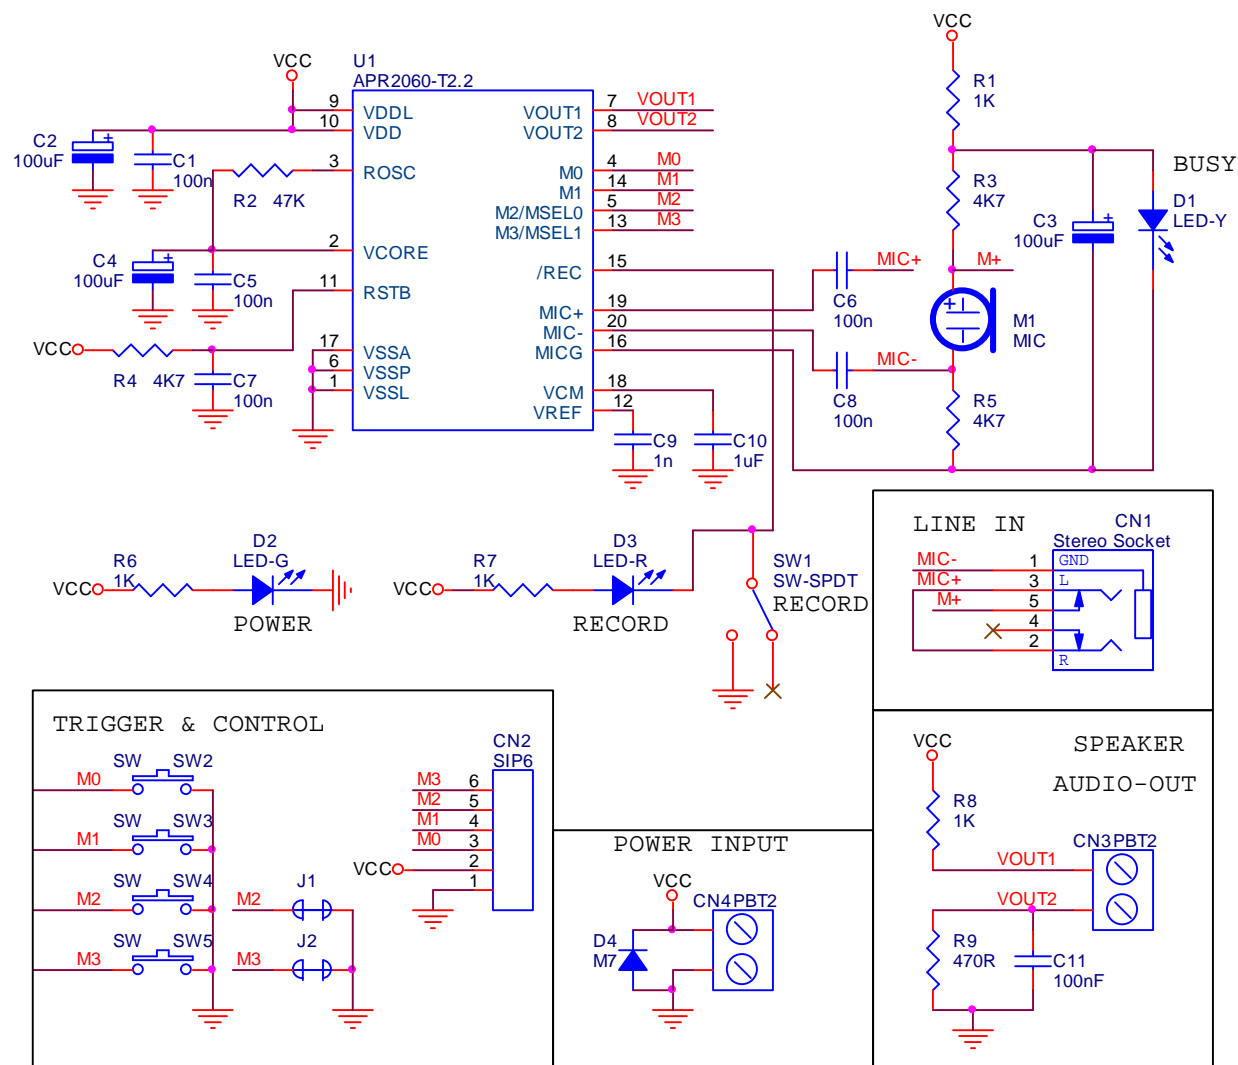 VCC
U1
APR2060-T2.2
VCC
9 VDDL
10 VDD
3 ROSC
2 VCORE
11 RSTB
17 VSSA
6 VSSP
1 VSSL
VOUT1 7 VOUT1
VOUT2 8 VOUT2
M0 4 M0
M1 14 M1
M2/MSEL0 5 M2
M3/MSEL1 13 M3
/REC 15
MIC+ 19
MIC- 20
MICG 16
VCM 18
VREF 12
C2
100uF
C1
100n
R2 47K
C4
100uF
C5
100n
VCC
R4 4K7
C7
100n
C9
1n
C10
1uF
R1
1K
R3
4K7
C3
100uF
BUSY
D1
LED-Y
MIC+
M+
C6
100n
+
M1
MIC
MIC-
C8
100n
R5
4K7
R6
1K
VCC
D2
LED-G
POWER
R7
1K
VCC
D3
LED-R
RECORD
SW1
SW-SPDT
RECORD
LINE IN
CN1
Stereo Socket
MIC- 1 GND
MIC+ 3 L
M+ 5
4
2 R
TRIGGER & CONTROL
M0 SW SW2
M1 SW SW3
M2 SW SW4
M3 SW SW5
M2 J1
M3 J2
CN2
SIP6
M3 6
M2 5
M1 4
M0 3
VCC 2
1
POWER INPUT
VCC
CN4PBT2
D4
M7
VCC
SPEAKER
AUDIO-OUT
R8
1K
CN3PBT2
VOUT1
VOUT2
R9
470R
C11
100nF